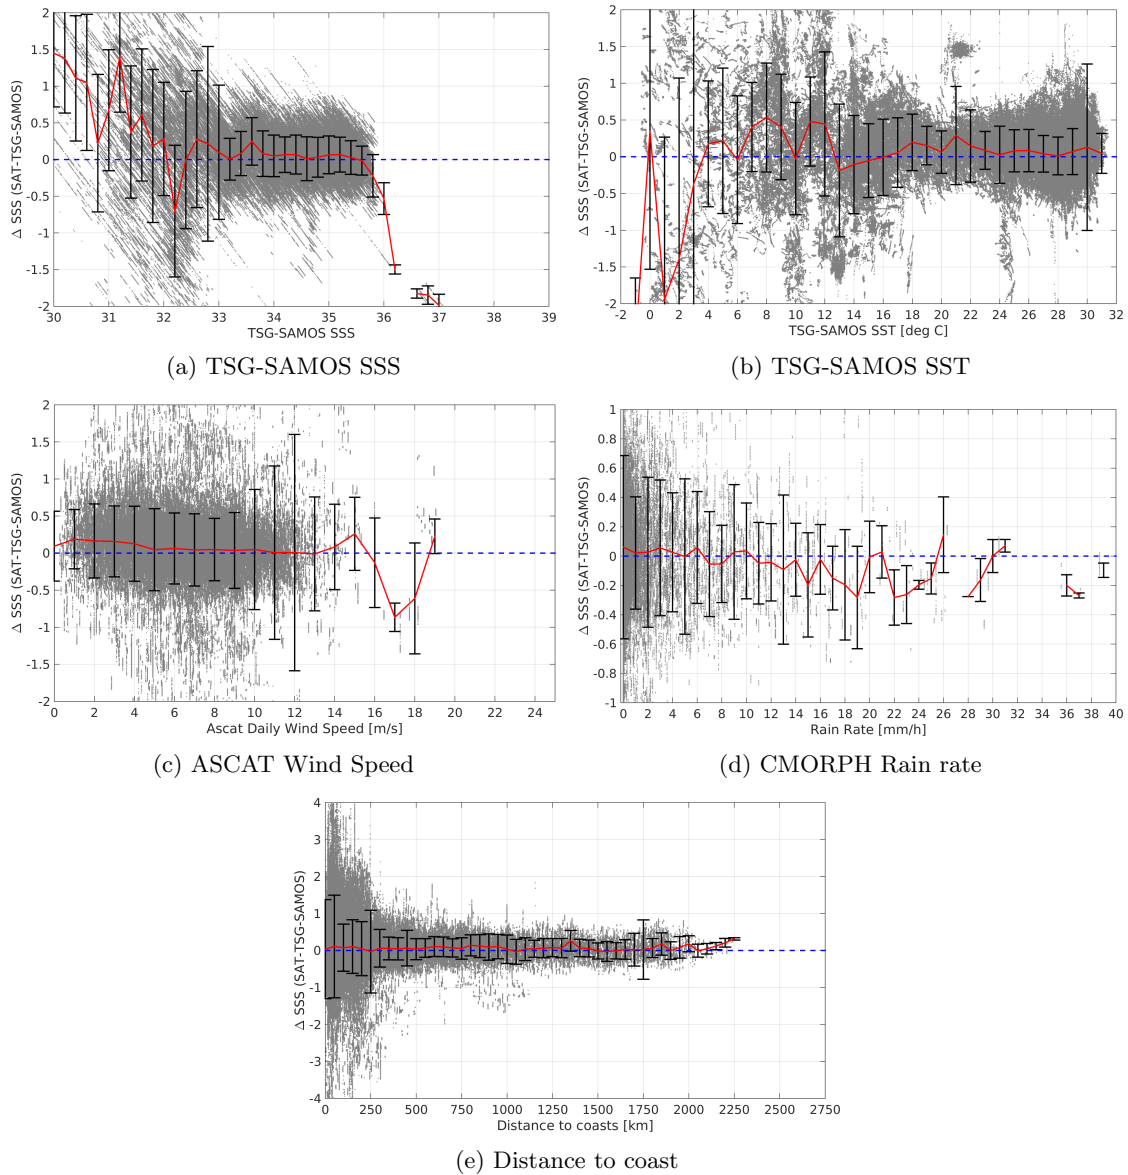 2
1.5
1
0.5
0
-0.5
-1
-1.5
-2
Δ SSS (SAT-TSG-SAMOS)
30 31 32 33 34 35 36 37 38 39
TSG-SAMOS SSS
(a) TSG-SAMOS SSS
2
1.5
1
0.5
0
-0.5
-1
-1.5
-2
Δ SSS (SAT-TSG-SAMOS)
-2 0 2 4 6 8 10 12 14 16 18 20 22 24 26 28 30 32
TSG-SAMOS SST [deg C]
(b) TSG-SAMOS SST
2
1.5
1
0.5
0
-0.5
-1
-1.5
-2
Δ SSS (SAT-TSG-SAMOS)
0 2 4 6 8 10 12 14 16 18 20 22 24
Ascat Daily Wind Speed [m/s]
(c) ASCAT Wind Speed
1
0.8
0.6
0.4
0.2
0
-0.2
-0.4
-0.6
-0.8
-1
Δ SSS (SAT-TSG-SAMOS)
0 2 4 6 8 10 12 14 16 18 20 22 24 26 28 30 32 34 36 38 40
Rain Rate [mm/h]
(d) CMORPH Rain rate
4
3
2
1
0
-1
-2
-3
-4
Δ SSS (SAT-TSG-SAMOS)
0 250 500 750 1000 1250 1500 1750 2000 2250 2500 2750
Distance to coasts [km]
(e) Distance to coast